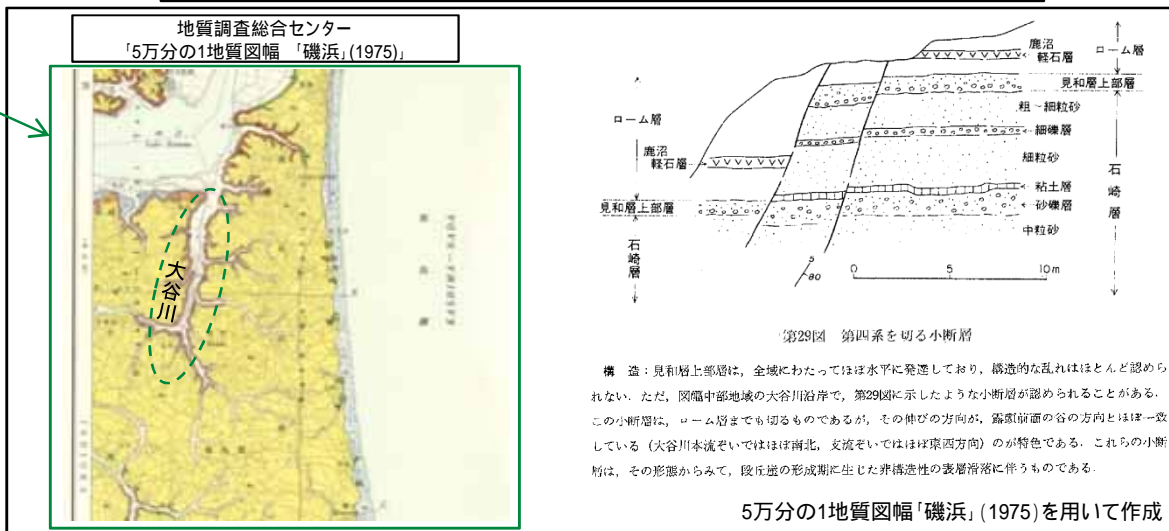 地質調査総合センター
「5万分の1地質図幅 「磯浜」(1975)」
大谷川
鹿沼
軽石層
ローム層
見和層上部層
粗～細粒砂
ローム層
細礫層
鹿沼
軽石層
細粒砂
石崎層
粘土層
見和層上部層
砂礫層
中粒砂
石崎層
5
80
0 5 10m
第29図 第四系を切る小断層
構 造：見和層上部層は，全域にわたってほぼ水平に発達しており，構造的な乱れはほとんど認めら
れない．ただ，図幅中部地域の大谷川沿岸で，第29図に示したような小断層が認められることがある．
この小断層は，ローム層までも切るものであるが，その伸びの方向が，露頭前面の谷の方向とほぼ一致
している（大谷川本流ぞいではほぼ南北，支流ぞいではほぼ東西方向）のが特色である．これらの小断
層は，その形態からみて，段丘崖の形成期に生じた非構造性の表層滑落に伴うものである．
5万分の1地質図幅「磯浜」(1975)を用いて作成